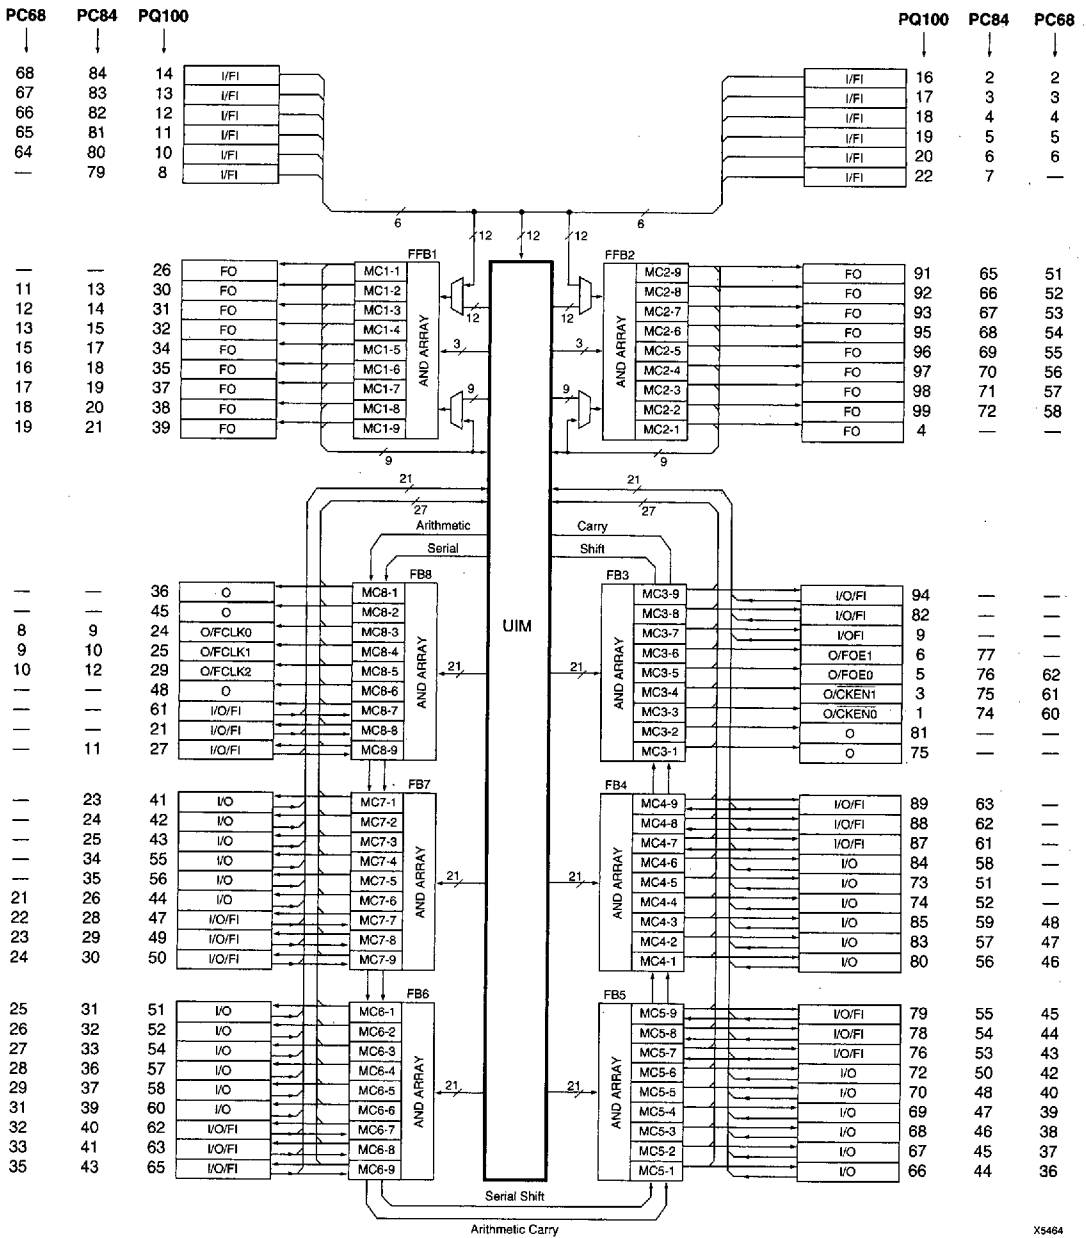 PC68 PC84 PQ100 PQ100 PC84 PC68
68 84 14 I/FI I/FI 16 2 2
67 83 13 I/FI I/FI 17 3 3
66 82 12 I/FI I/FI 18 4 4
65 81 11 I/FI I/FI 19 5 5
64 80 10 I/FI I/FI 20 6 6
— 79 8 I/FI I/FI 22 7 —
6 6
12 12 12
FFB1 FFB2
— — 26 FO MC1-1 MC2-9 FO 91 65 51
11 13 30 FO MC1-2 MC2-8 FO 92 66 52
12 14 31 FO MC1-3 MC2-7 FO 93 67 53
12 12
13 15 32 FO MC1-4 MC2-6 FO 95 68 54
15 17 34 FO MC1-5 MC2-5 FO 96 69 55
3 3
16 18 35 FO MC1-6 MC2-4 FO 97 70 56
17 19 37 FO MC1-7 MC2-3 FO 98 71 57
9 9
18 20 38 FO MC1-8 MC2-2 FO 99 72 58
19 21 39 FO MC1-9 MC2-1 FO 4 — —
AND ARRAY AND ARRAY
9 9
21 21
27 27
Arithmetic Carry
Serial Shift
FB8 FB3
— — 36 O MC8-1 MC3-9 I/O/FI 94 — —
— — 45 O MC8-2 MC3-8 I/O/FI 82 — —
8 9 24 O/FCLK0 MC8-3 MC3-7 I/OFI 9 — —
UIM
9 10 25 O/FCLK1 MC8-4 MC3-6 O/FOE1 6 77 —
10 12 29 O/FCLK2 MC8-5 MC3-5 O/FOE0 5 76 62
21 21
— — 48 O MC8-6 MC3-4 O/CKEN1 3 75 61
— — 61 I/O/FI MC8-7 MC3-3 O/CKEN0 1 74 60
— — 21 I/O/FI MC8-8 MC3-2 O 81 — —
— 11 27 I/O/FI MC8-9 MC3-1 O 75 — —
AND ARRAY AND ARRAY
FB7 FB4
— 23 41 I/O MC7-1 MC4-9 I/O/FI 89 63 —
— 24 42 I/O MC7-2 MC4-8 I/O/FI 88 62 —
— 25 43 I/O MC7-3 MC4-7 I/O/FI 87 61 —
— 34 55 I/O MC7-4 MC4-6 I/O 84 58 —
— 35 56 I/O MC7-5 MC4-5 I/O 73 51 —
21 21
21 26 44 I/O MC7-6 MC4-4 I/O 74 52 —
22 28 47 I/O/FI MC7-7 MC4-3 I/O 85 59 48
23 29 49 I/O/FI MC7-8 MC4-2 I/O 83 57 47
24 30 50 I/O/FI MC7-9 MC4-1 I/O 80 56 46
AND ARRAY AND ARRAY
FB6 FB5
25 31 51 I/O MC6-1 MC5-9 I/O/FI 79 55 45
26 32 52 I/O MC6-2 MC5-8 I/O/FI 78 54 44
27 33 54 I/O MC6-3 MC5-7 I/O/FI 76 53 43
28 36 57 I/O MC6-4 MC5-6 I/O 72 50 42
29 37 58 I/O MC6-5 MC5-5 I/O 70 48 40
21 21
31 39 60 I/O MC6-6 MC5-4 I/O 69 47 39
32 40 62 I/O/FI MC6-7 MC5-3 I/O 68 46 38
33 41 63 I/O/FI MC6-8 MC5-2 I/O 67 45 37
35 43 65 I/O/FI MC6-9 MC5-1 I/O 66 44 36
AND ARRAY AND ARRAY
Serial Shift
Arithmetic Carry
X5464